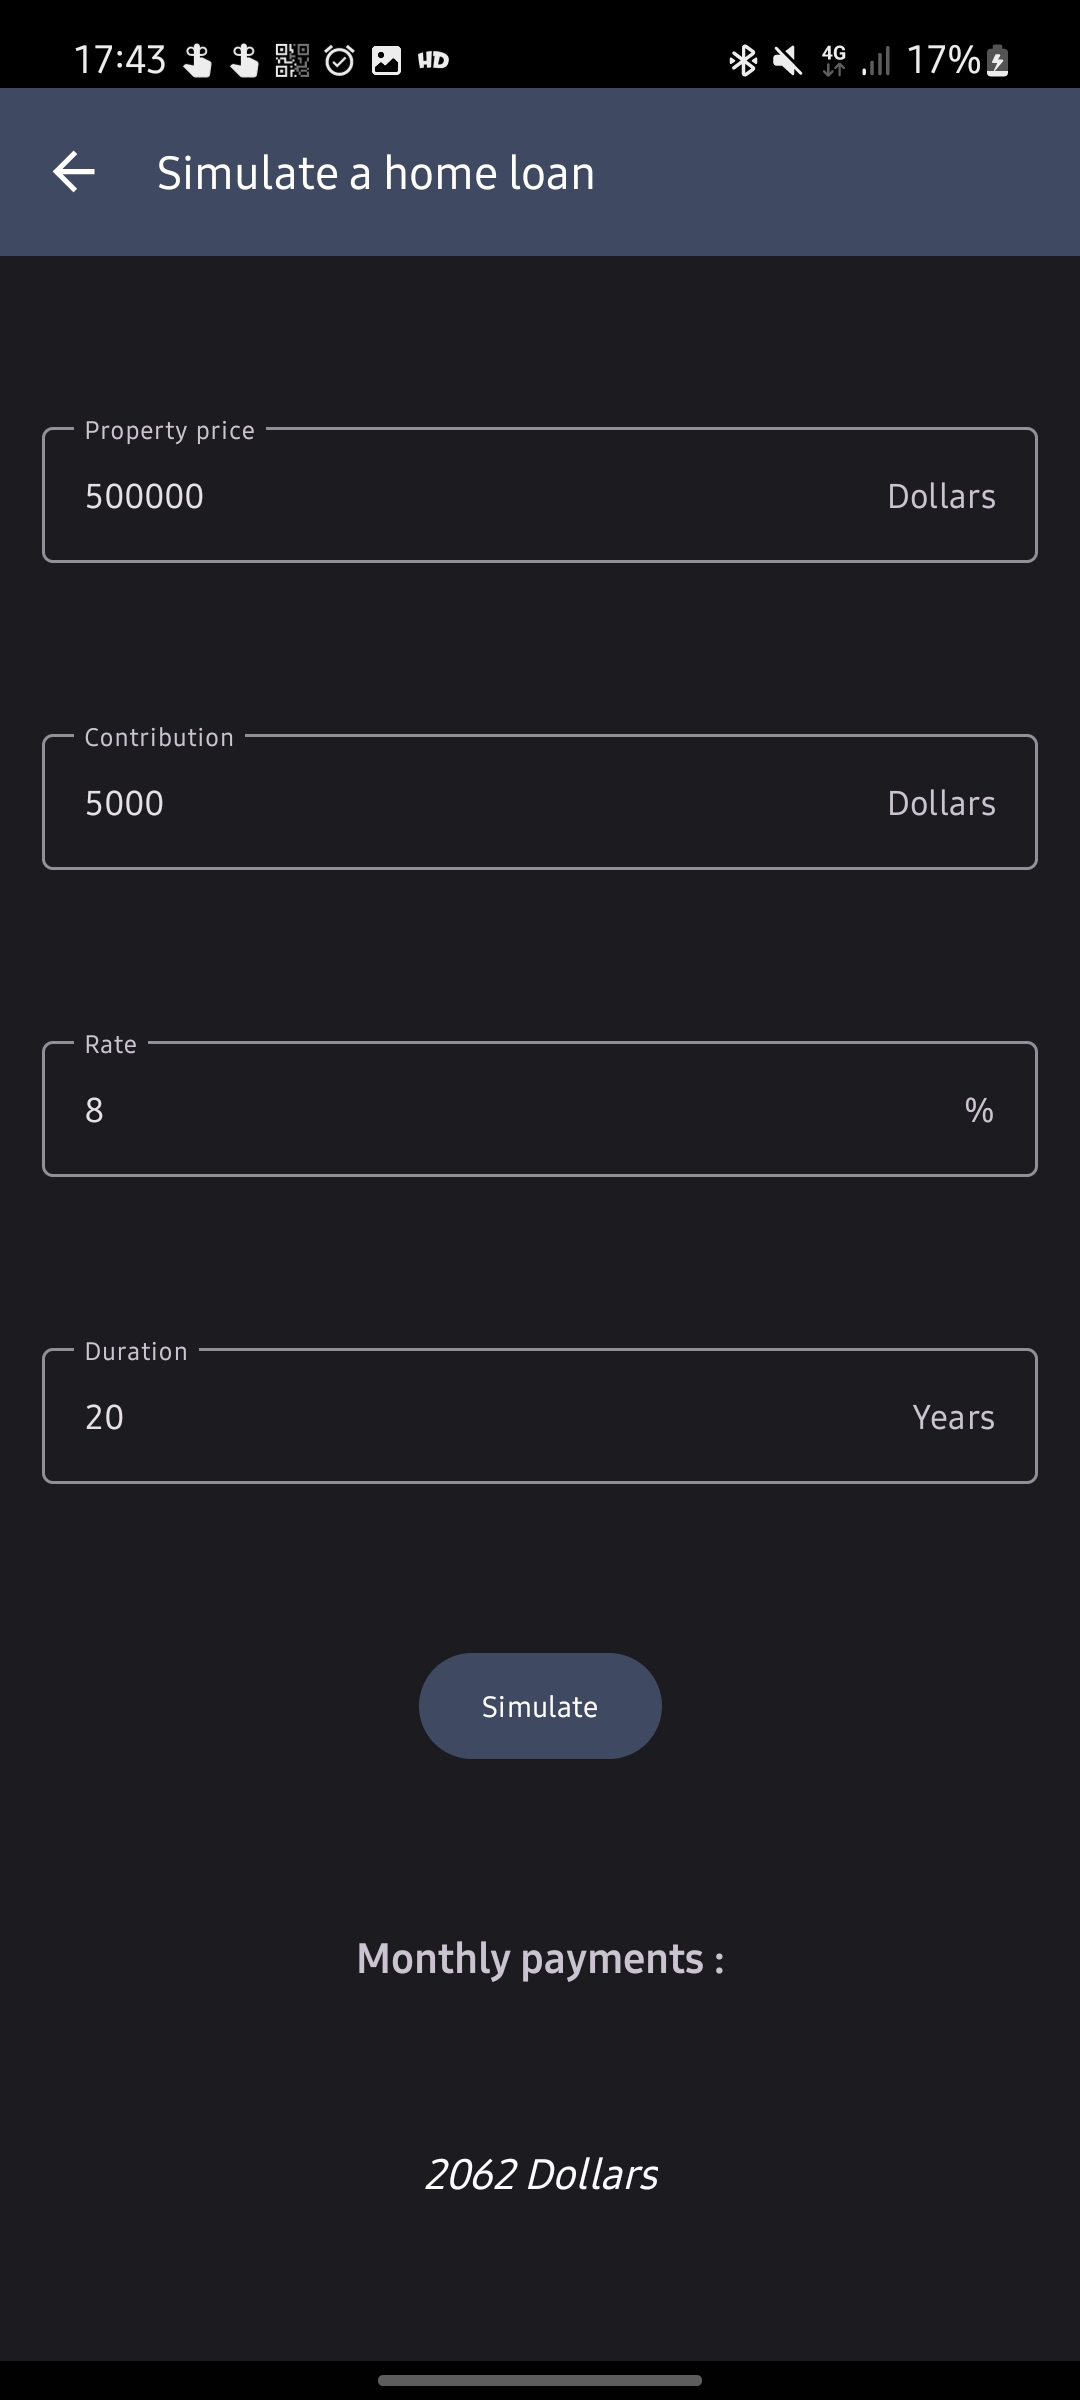 17:43 HD 4G 17%
Simulate a home loan
Property price
500000 Dollars
Contribution
5000 Dollars
Rate
8 %
Duration
20 Years
Simulate
Monthly payments :
2062 Dollars